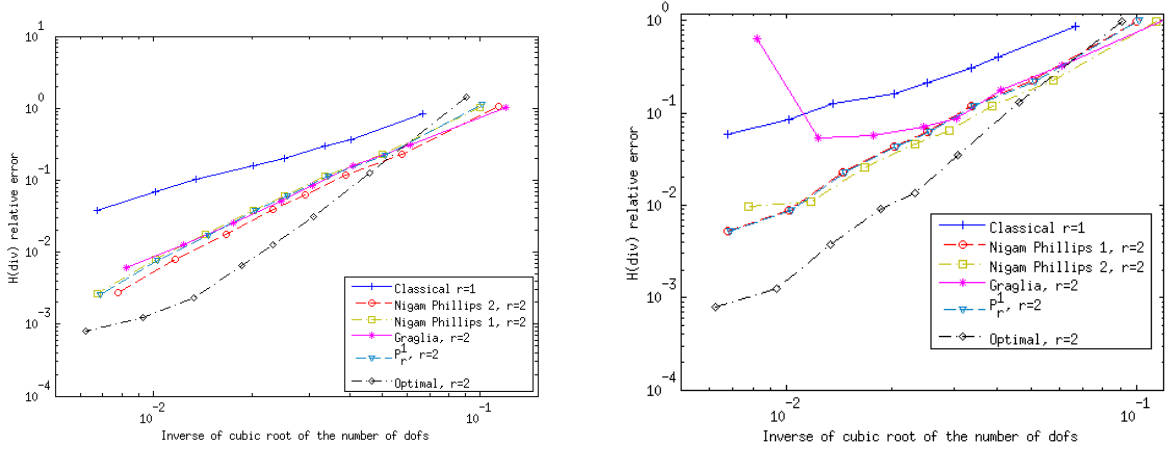 10^1
10^0
10^-1
10^-2
10^-3
10^-4
H(div) relative error
10^-2
10^-1
Inverse of cubic root of the number of dofs
Classical r=1
Nigam Phillips 2, r=2
Nigam Phillips 1, r=2
Graglia, r=2
P_r^1, r=2
Optimal, r=2
10^0
10^-1
10^-2
10^-3
10^-4
H(div) relative error
10^-2
10^-1
Inverse of cubic root of the number of dofs
Classical r=1
Nigam Phillips 1, r=2
Nigam Phillips 2, r=2
Graglia, r=2
P_r^1, r=2
Optimal, r=2